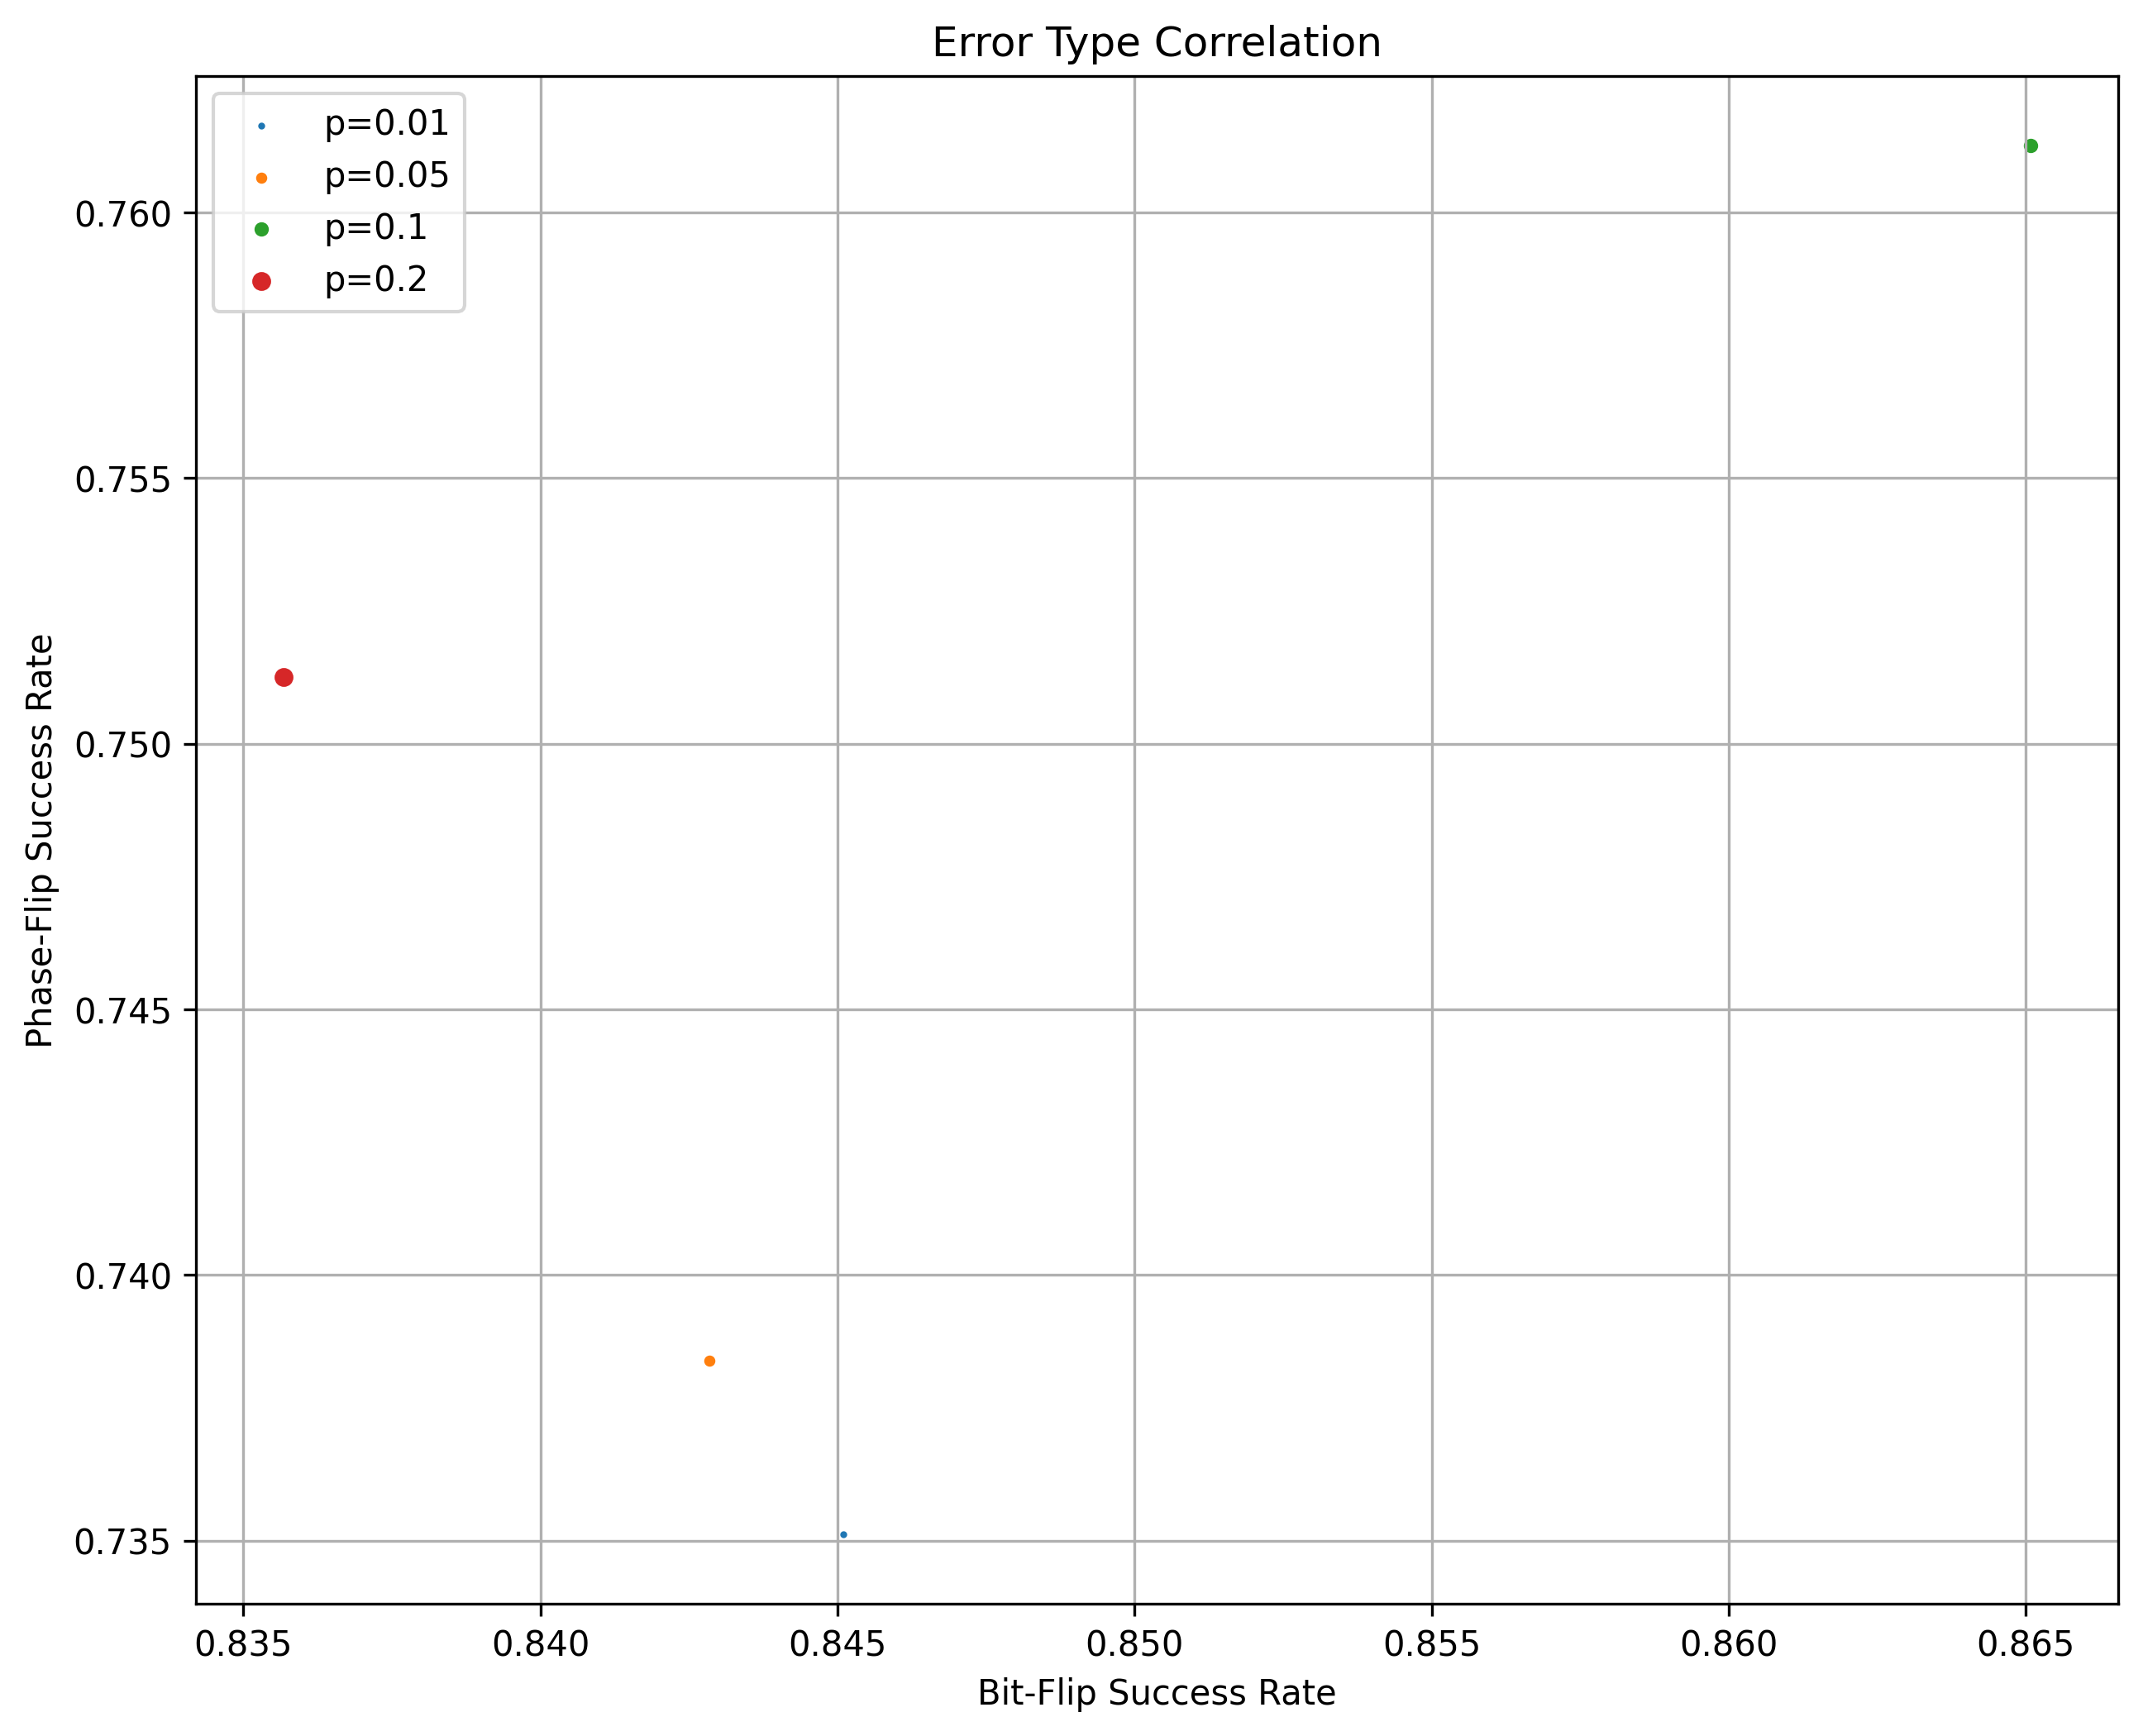 Error Type Correlation
p=0.01
p=0.05
p=0.1
p=0.2
0.760
0.755
0.750
0.745
0.740
0.735
Phase-Flip Success Rate
0.835 0.840 0.845 0.850 0.855 0.860 0.865
Bit-Flip Success Rate